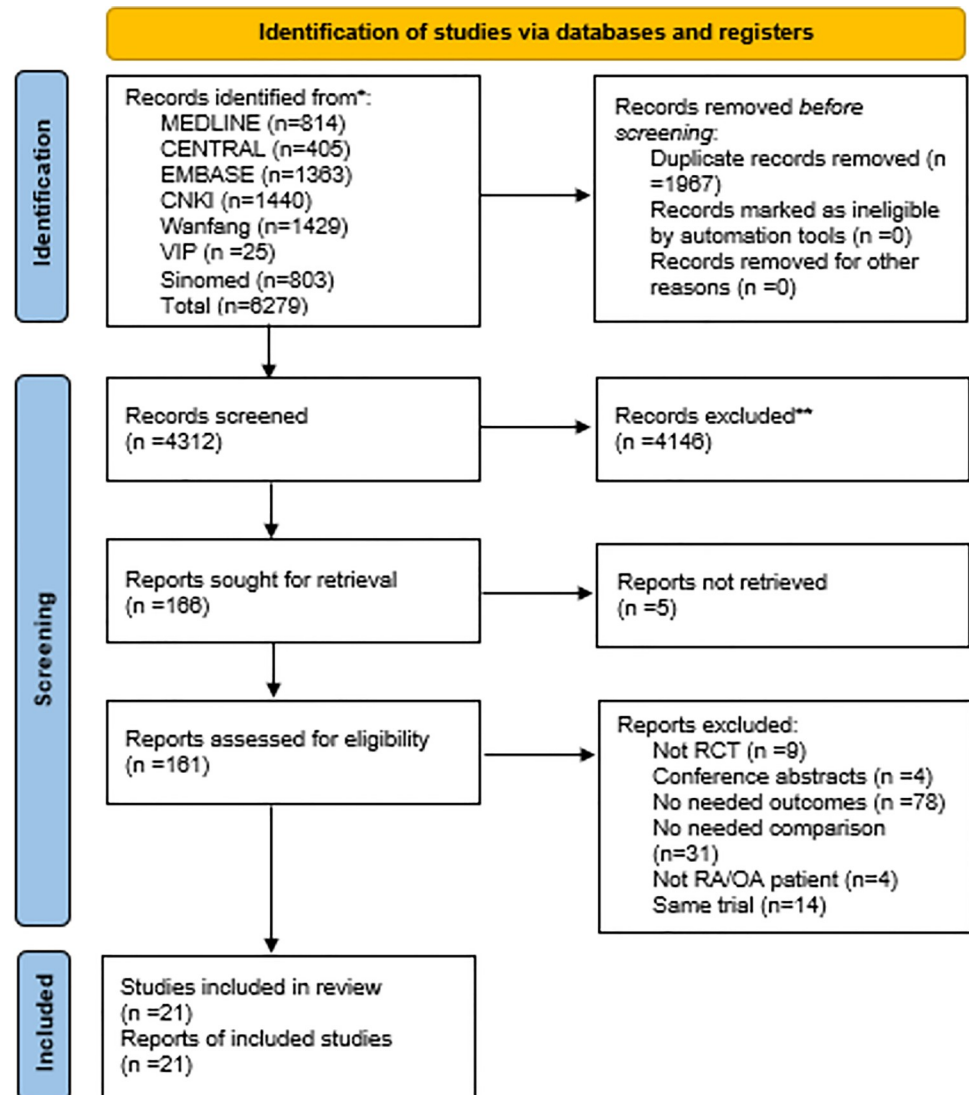 Identification of studies via databases and registers
Identification
Records identified from*:
MEDLINE (n=814)
CENTRAL (n=405)
EMBASE (n=1363)
CNKI (n=1440)
Wanfang (n=1429)
VIP (n =25)
Sinomed (n=803)
Total (n=6279)
Records removed before
screening:
Duplicate records removed (n
=1967)
Records marked as ineligible
by automation tools (n =0)
Records removed for other
reasons (n =0)
Screening
Records screened
(n =4312)
Records excluded**
(n =4146)
Reports sought for retrieval
(n =166)
Reports not retrieved
(n =5)
Reports assessed for eligibility
(n =161)
Reports excluded:
Not RCT (n =9)
Conference abstracts (n =4)
No needed outcomes (n =78)
No needed comparison
(n=31)
Not RA/OA patient (n=4)
Same trial (n=14)
Included
Studies included in review
(n =21)
Reports of included studies
(n =21)